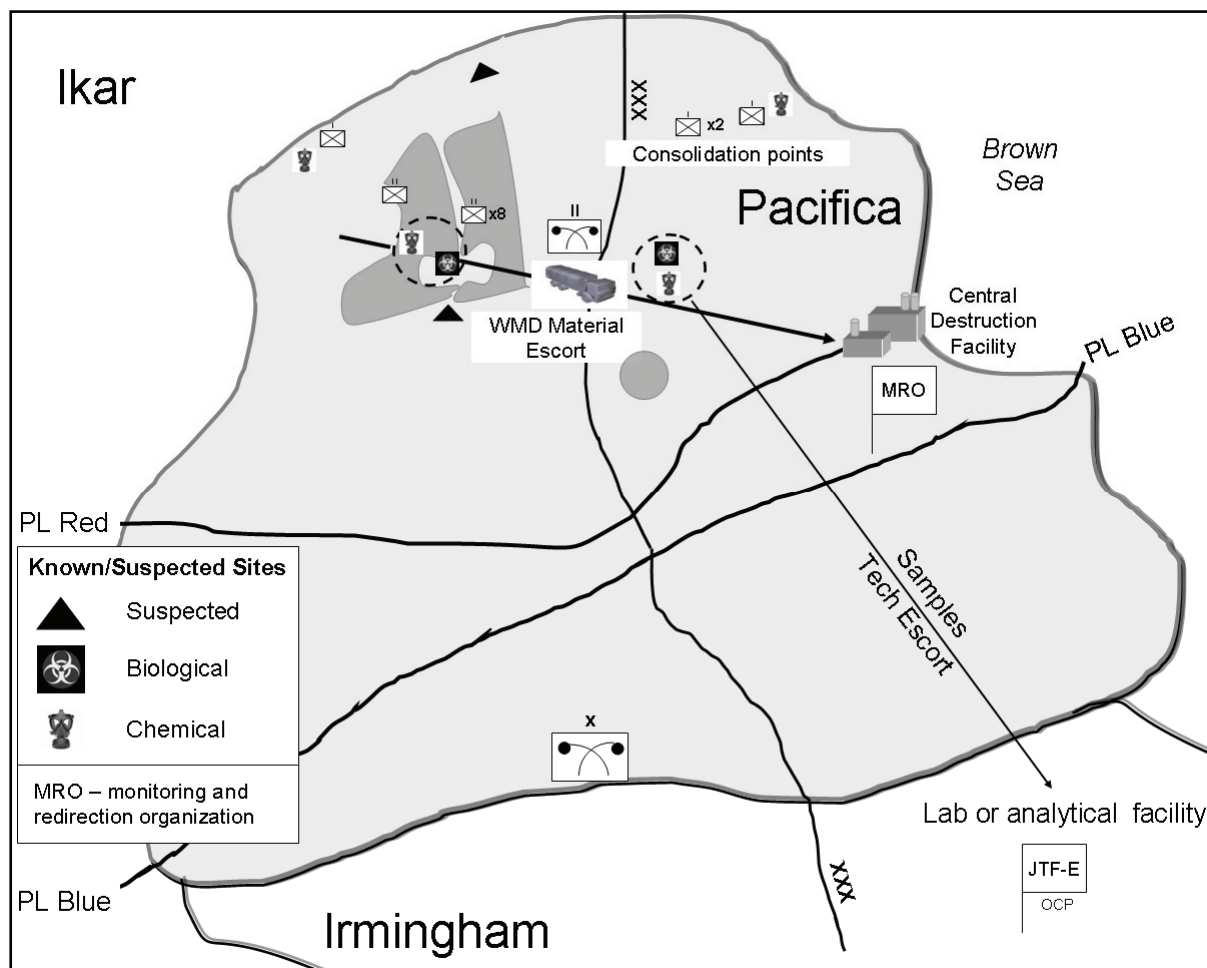 Ikar
XXX
x2
Consolidation points
Brown
Sea
Pacifica
x8
II
WMD Material
Escort
Central
Destruction
Facility
PL Blue
MRO
PL Red
Known/Suspected Sites
Suspected
Biological
Chemical
MRO – monitoring and
redirection organization
Samples
Tech Escort
x
Lab or analytical facility
JTF-E
OCP
PL Blue
xxx
Irmingham